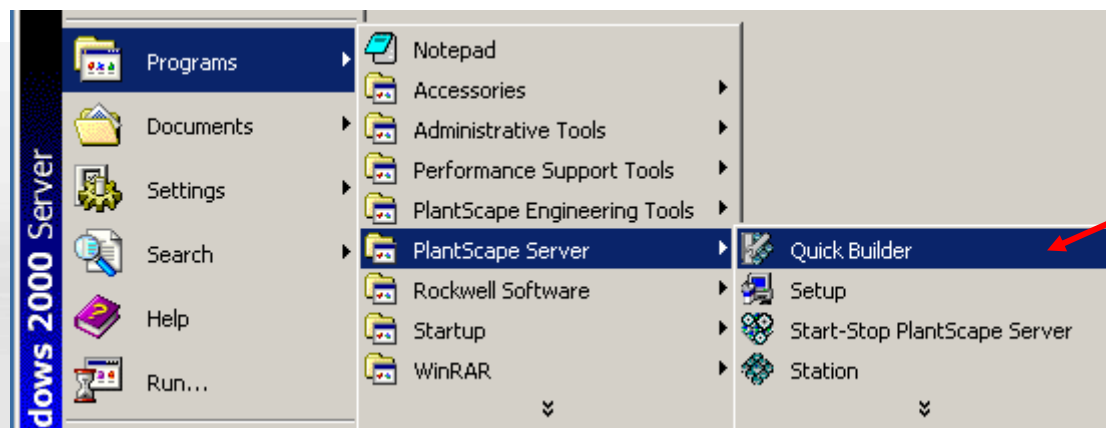 dows 2000 Server
Programs
Documents
Settings
Search
Help
Run...
Notepad
Accessories
Administrative Tools
Performance Support Tools
PlantScape Engineering Tools
PlantScape Server
Rockwell Software
Startup
WinRAR
Quick Builder
Setup
Start-Stop PlantScape Server
Station